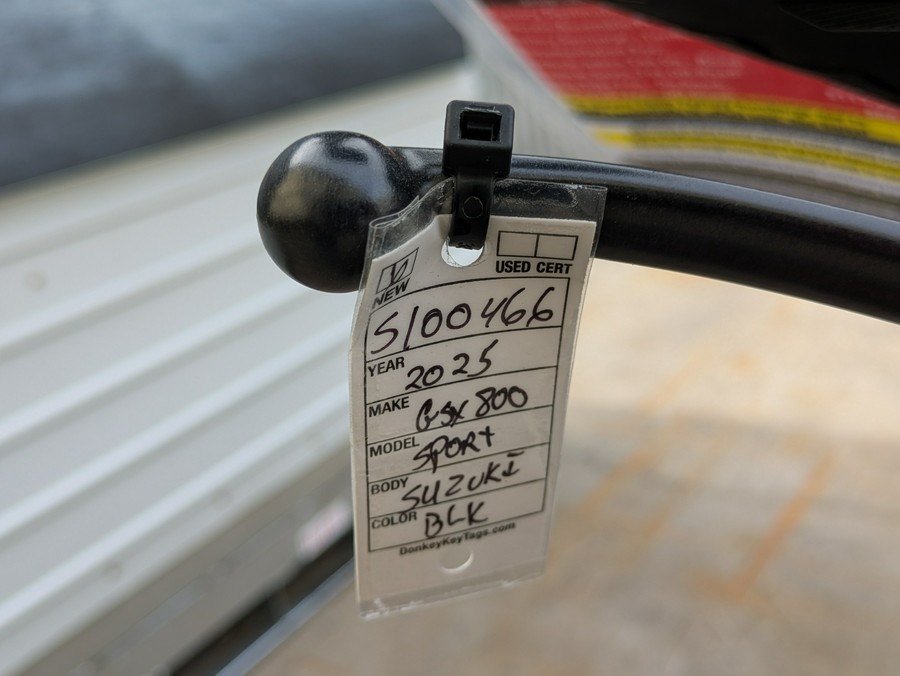 USED CERT
NEW
S100466
YEAR 2025
MAKE GSX 800
MODEL SPORT
BODY SUZUKI
COLOR BLK
DonkeyKeyTags.com